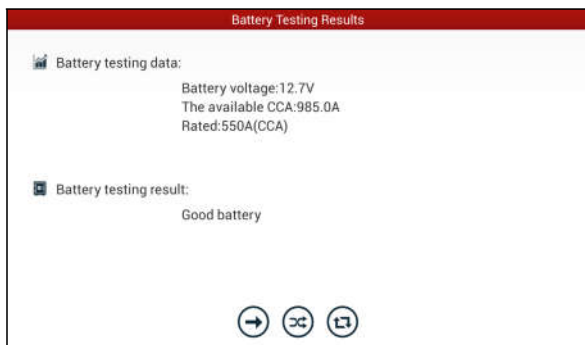 Battery Testing Results
Battery testing data:
Battery voltage:12.7V
The available CCA:985.0A
Rated:550A(CCA)
Battery testing result:
Good battery